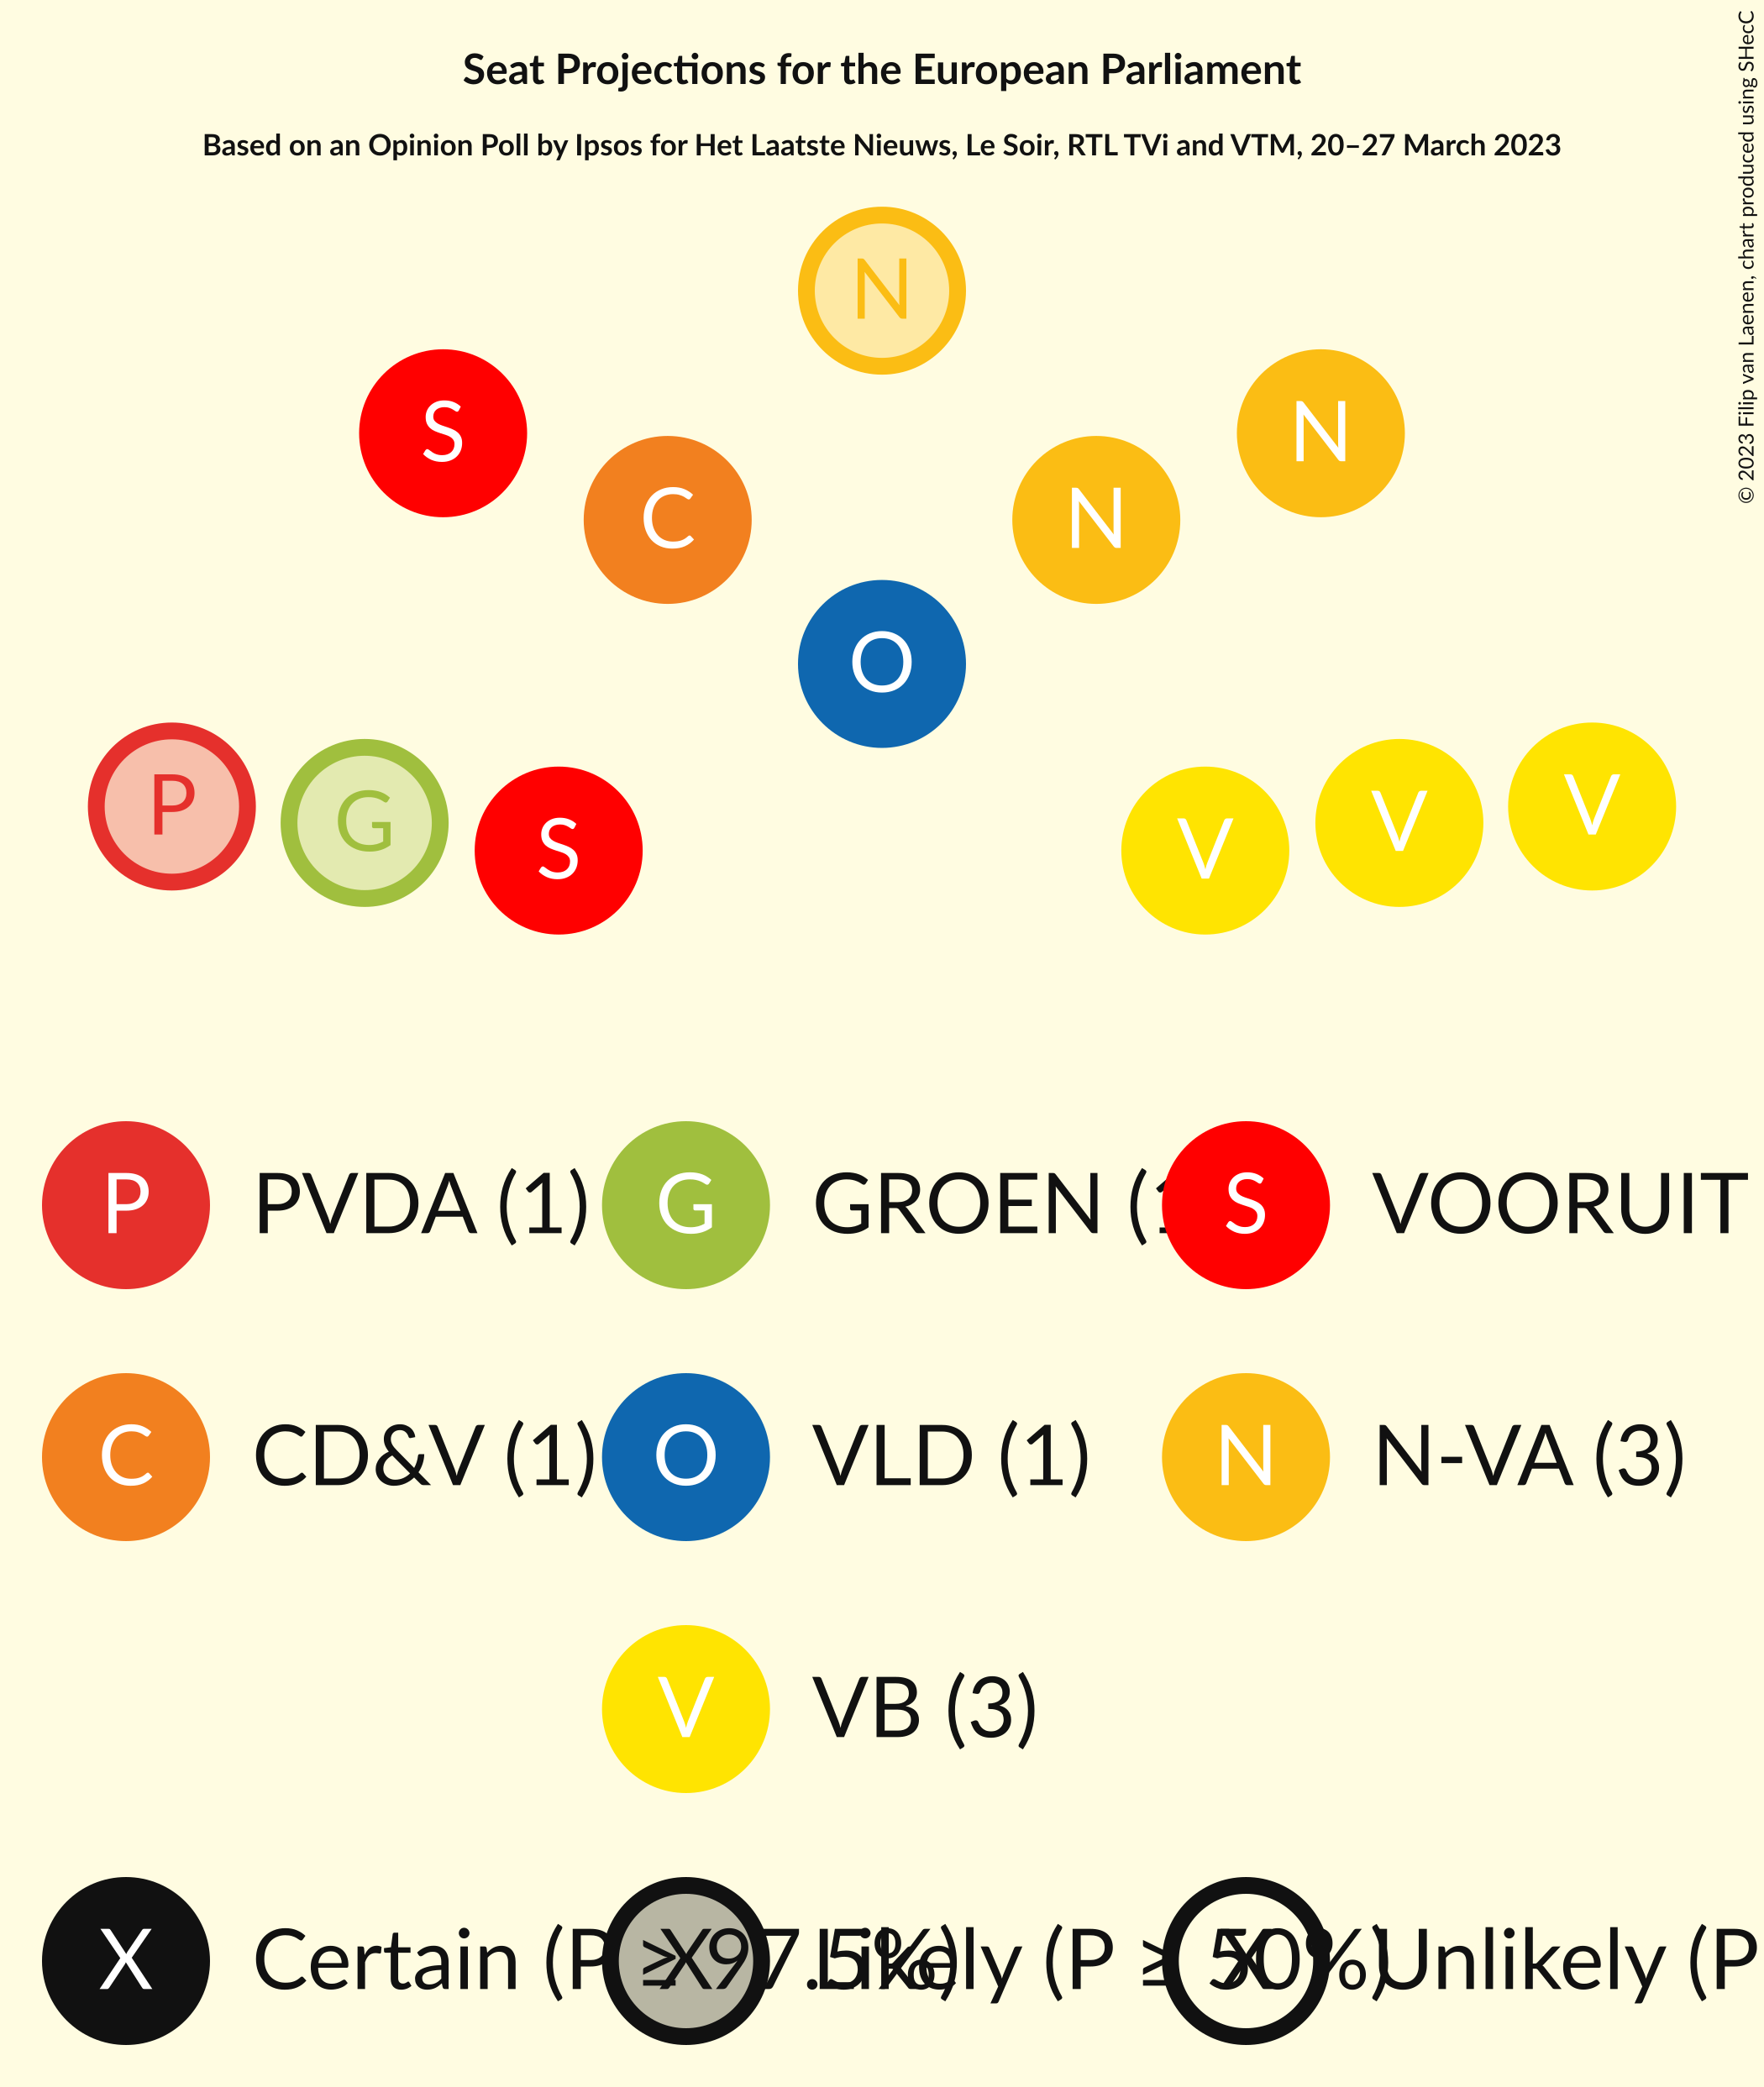 Seat Projections for the European Parliament
Based on an Opinion Poll by Ipsos for Het Laatste Nieuws, Le Soir, RTL TVi and VTM, 20–27 March 2023
© 2023 Filip van Laenen, chart produced using SHecC
N
S N
C N
O
P G S V V V
P PVDA (1) G GROEN (1 S VOORUIT
C CD&V (1) O VLD (1) N N-VA (3)
V VB (3)
X Certain (P ≥ 97.5%) X Likely (P ≥ 50%) X Unlikely (P